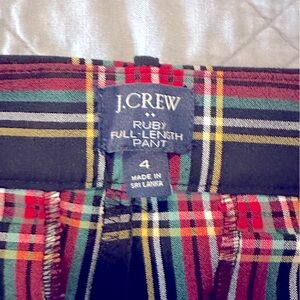 J.CREW
RUBY
FULL-LENGTH
PANT
4
MADE IN
SRI LANKA